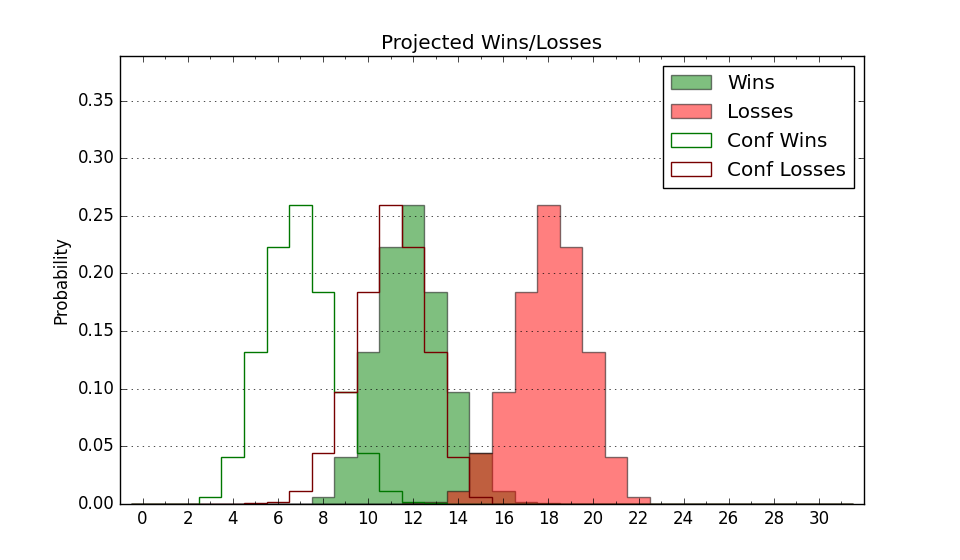 Projected Wins/Losses
Wins
Losses
Conf Wins
Conf Losses
Probability
0.35
0.30
0.25
0.20
0.15
0.10
0.05
0.00
0 2 4 6 8 10 12 14 16 18 20 22 24 26 28 30